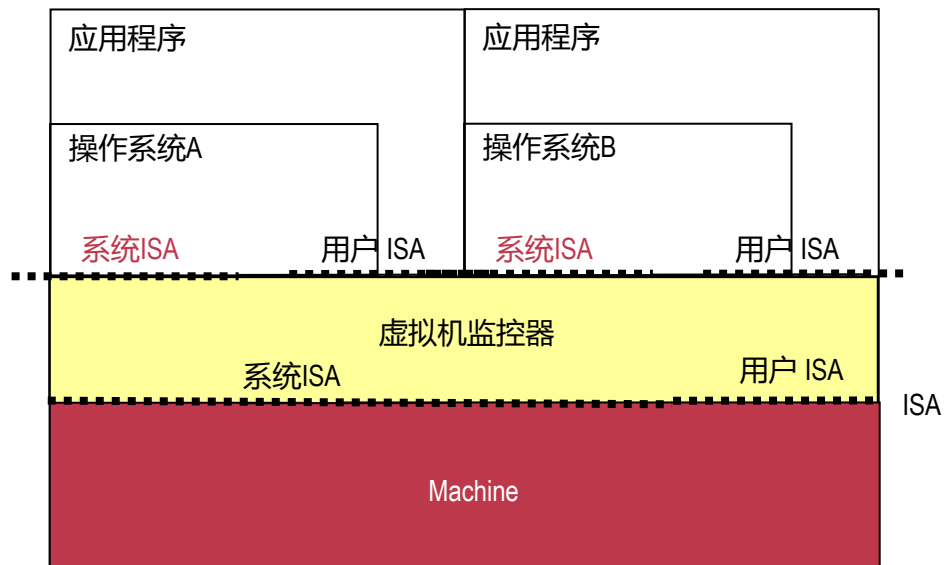 应用程序
应用程序
操作系统A
操作系统B
系统ISA
用户 ISA
系统ISA
用户 ISA
虚拟机监控器
系统ISA
用户 ISA
ISA
Machine